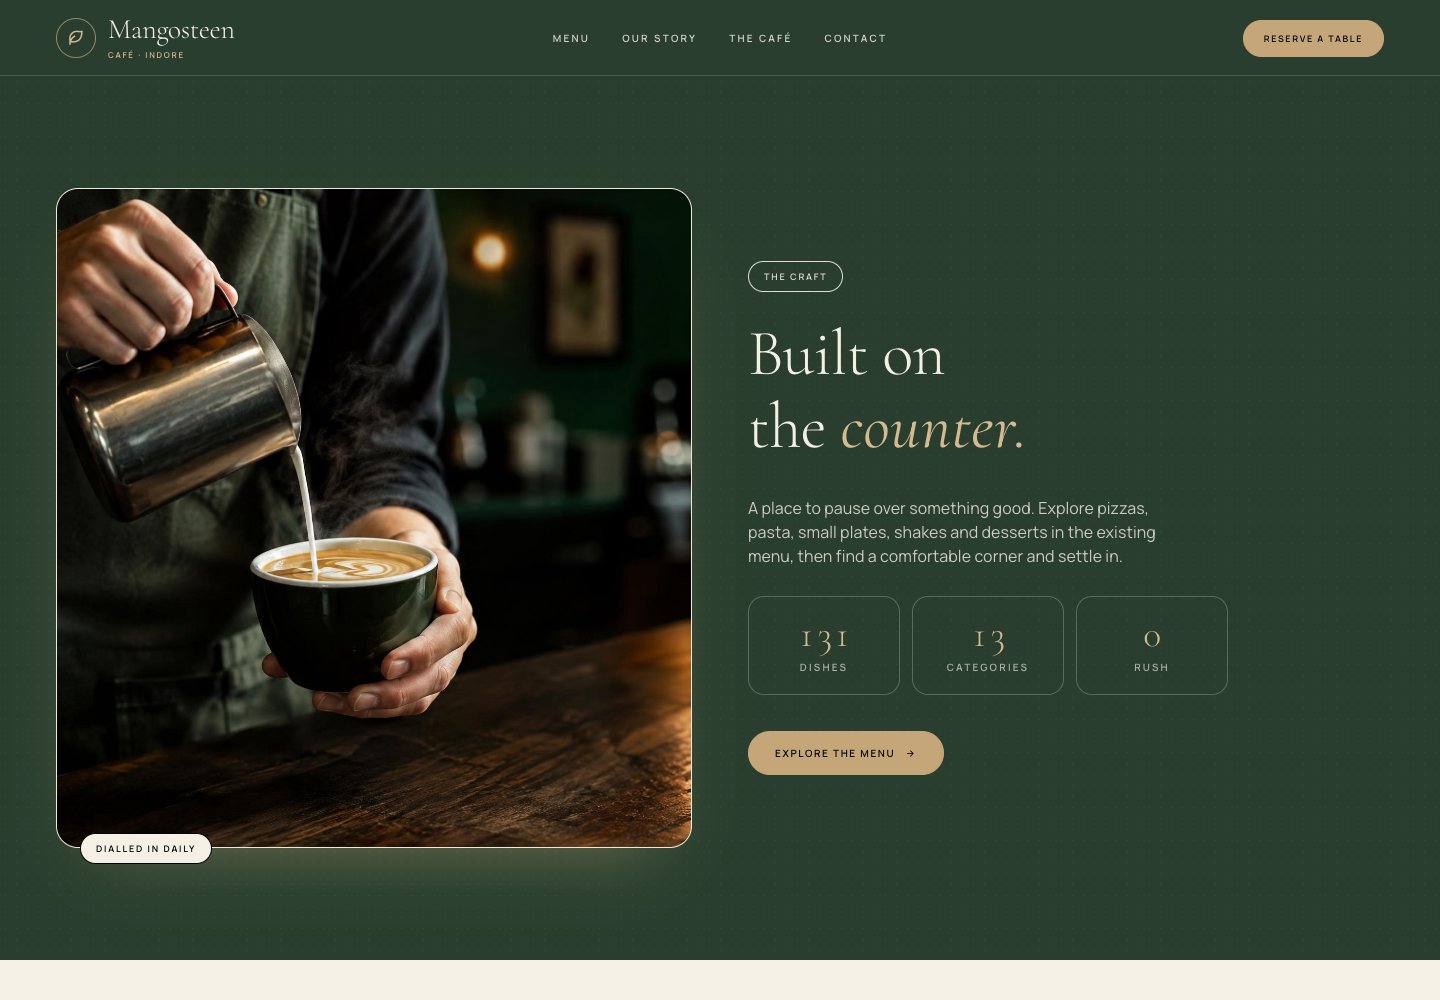 Mangosteen
CAFÉ · INDORE
MENU
OUR STORY
THE CAFÉ
CONTACT
RESERVE A TABLE
THE CRAFT
Built on
the counter.
A place to pause over something good. Explore pizzas,
pasta, small plates, shakes and desserts in the existing
menu, then find a comfortable corner and settle in.
131
DISHES
13
CATEGORIES
0
RUSH
EXPLORE THE MENU →
DIALLED IN DAILY